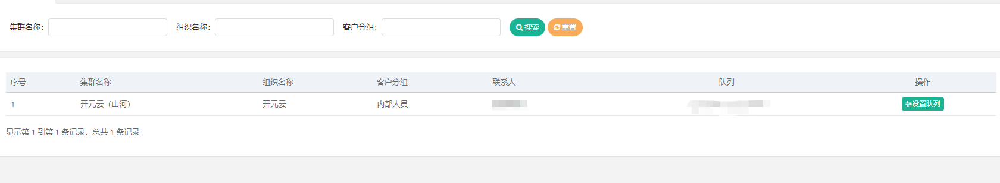 集群名称： 组织名称： 客户分组： 搜索 重置
序号 集群名称 组织名称 客户分组 联系人 队列 操作
1 开元云（山河） 开元云 内部人员 设置队列
显示第 1 到第 1 条记录，总共 1 条记录